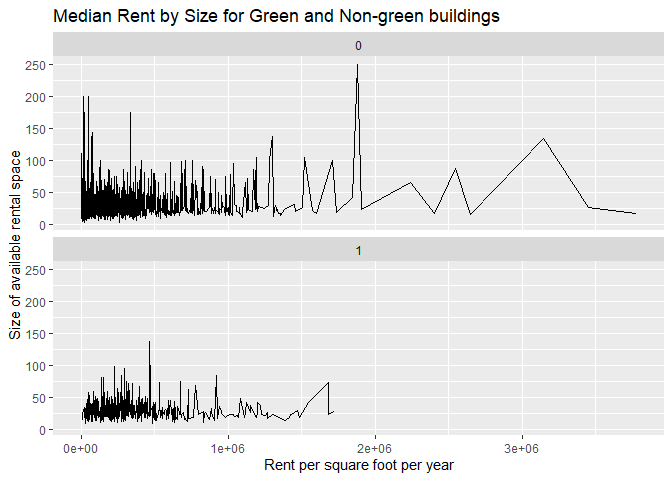 Median Rent by Size for Green and Non-green buildings
0
250
200
150
100
50
0
1
250
200
150
100
50
0
Size of available rental space
0e+00
1e+06
2e+06
3e+06
Rent per square foot per year